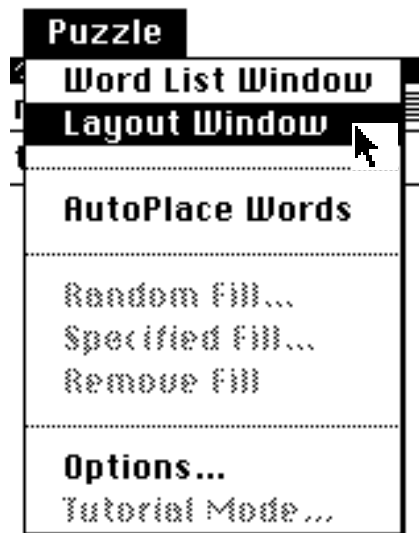 Puzzle
Word List Window
Layout Window
AutoPlace Words
Random Fill...
Specified Fill...
Remove Fill
Options...
Tutorial Mode...